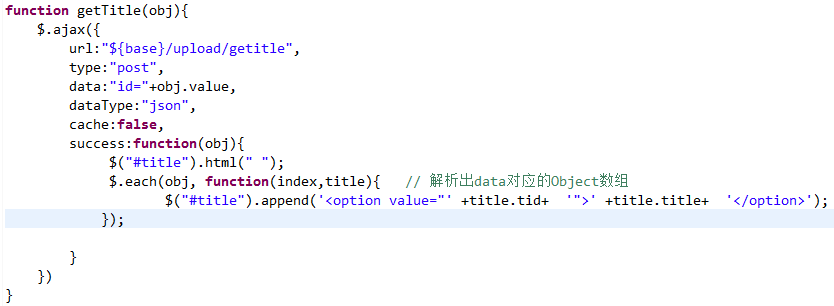 function getTitle(obj){
    $.ajax({
        url:"${base}/upload/getitle",
        type:"post",
        data:"id="+obj.value,
        dataType:"json",
        cache:false,
        success:function(obj){
             $("#title").html(" ");
             $.each(obj, function(index,title){   // 解析出data对应的Object数组
                    $("#title").append('<option value="' +title.tid+  '">' +title.title+  '</option>');
            });
        }
    })
}